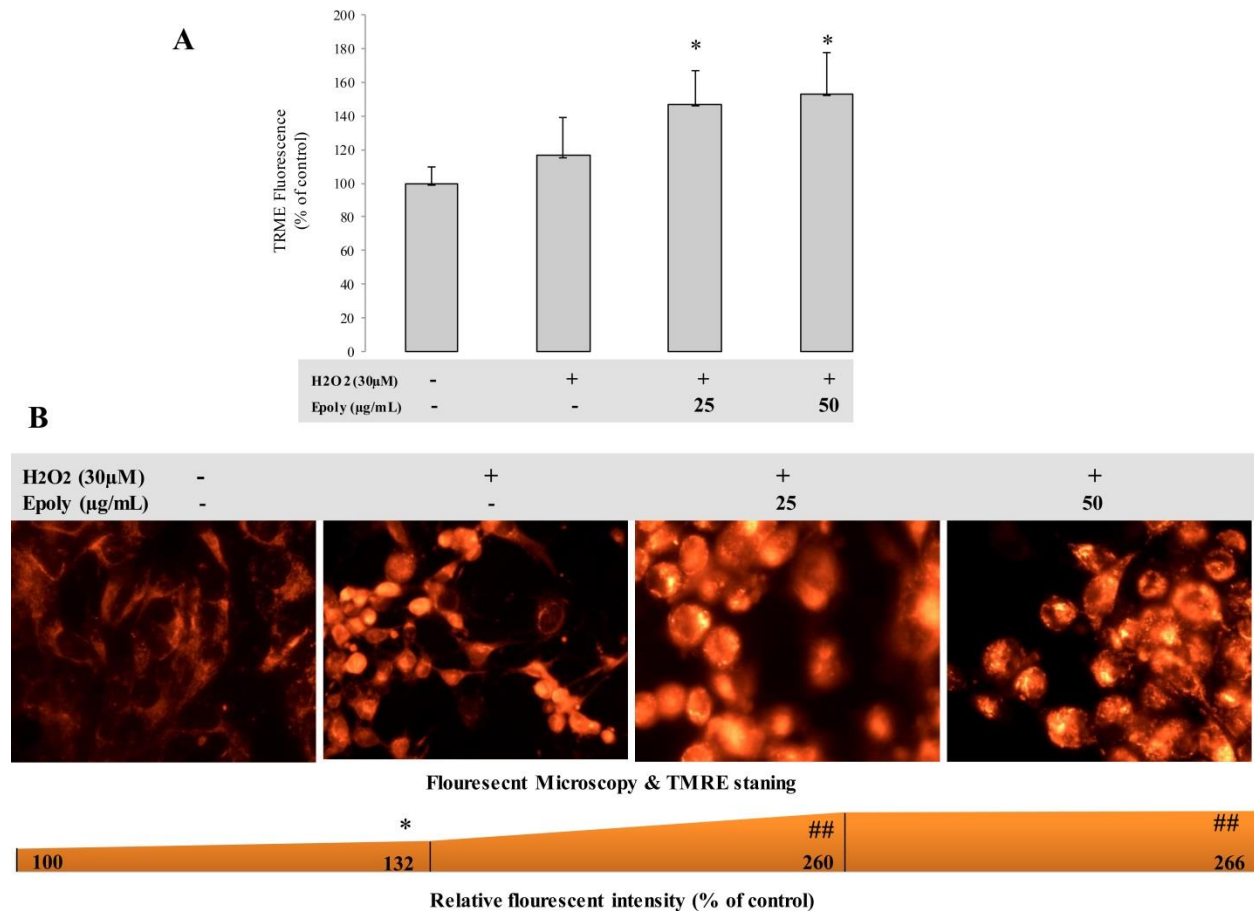 A
TRME Fluorescence
(% of control)
200
180
160
140
120
100
80
60
40
20
0
* *
H2O2 (30µM) - + + +
Epoly (µg/mL) - - 25 50
B
H2O2 (30µM) - + + +
Epoly (µg/mL) - - 25 50
Flouresecnt Microscopy & TMRE staning
* ## ##
100 132 260 266
Relative flourescent intensity (% of control)